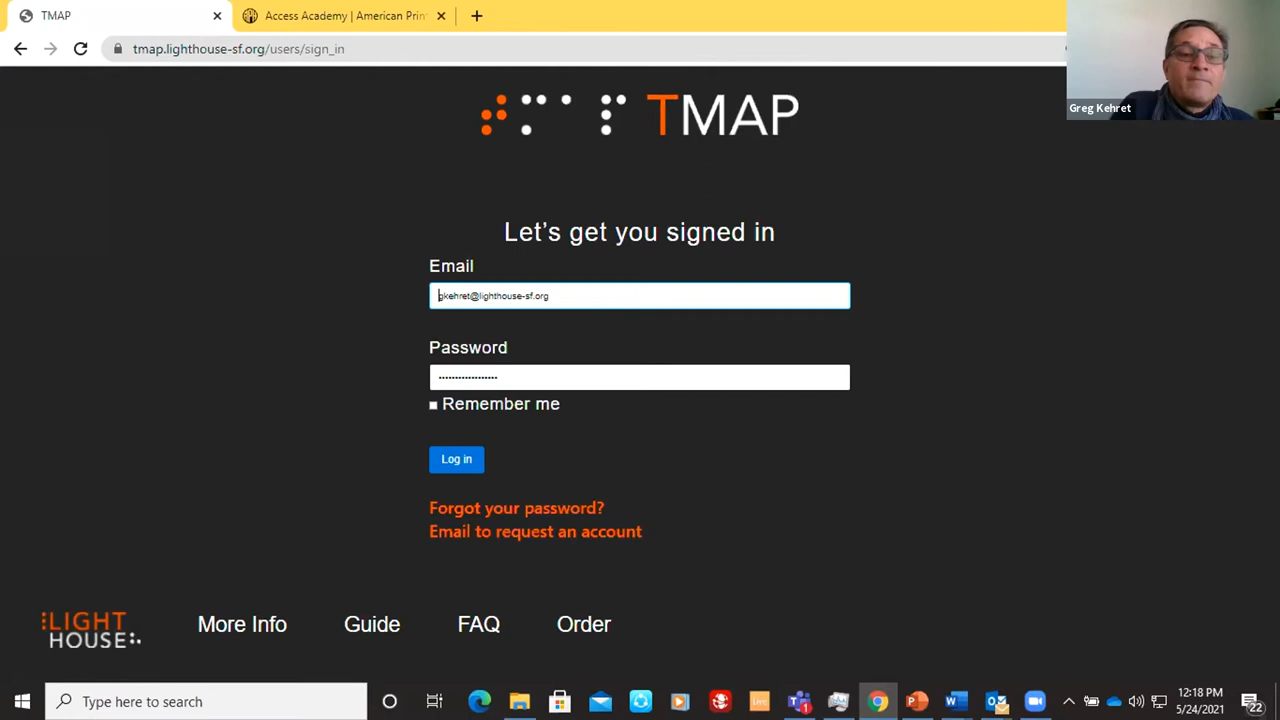 TMAP
Access Academy | American Prin
tmap.lighthouse-sf.org/users/sign_in
Greg Kehret
TMAP
Let's get you signed in
Email
gkehret@lighthouse-sf.org
Password
Remember me
Log in
Forgot your password?
Email to request an account
LIGHT
HOUSE
More Info
Guide
FAQ
Order
Type here to search
12:18 PM
5/24/2021
22